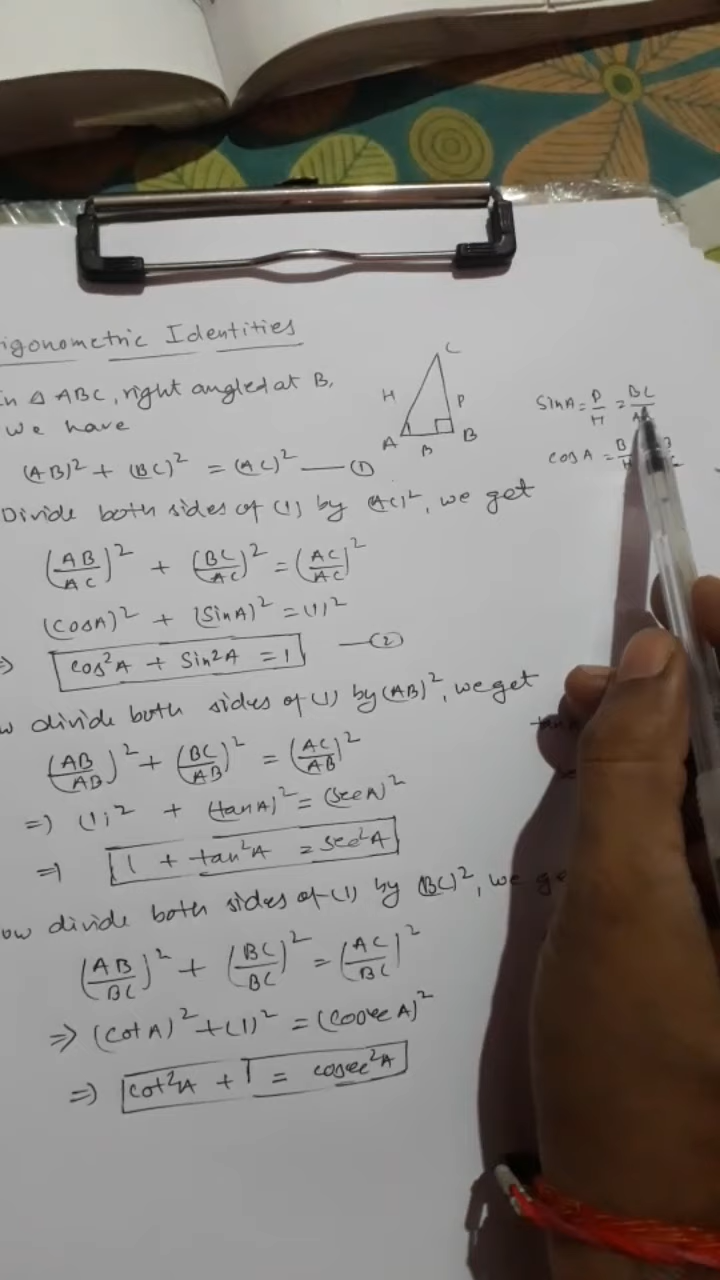 igonometric Identities
In △ ABC, right angled at B,
we have
(AB)² + (BC)² = (AC)² — (1)
Divide both sides of (1) by (AC)², we get
(AB/AC)² + (BC/AC)² = (AC/AC)²
(CosA)² + (SinA)² = (1)²
⇒ cos²A + Sin²A = 1 — (2)
w divide both sides of (1) by (AB)², we get
(AB/AB)² + (BC/AB)² = (AC/AB)²
⇒ (1)² + (tanA)² = (SecA)²
⇒ 1 + tan²A = sec²A
ow divide both sides of (1) by (BC)², we ge
(AB/BC)² + (BC/BC)² = (AC/BC)²
⇒ (cotA)² + (1)² = (cosec A)²
⇒ cot²A + 1 = cosec²A
C
H
P
A
B
B
SinA = P/H = BC/
cosA = B/